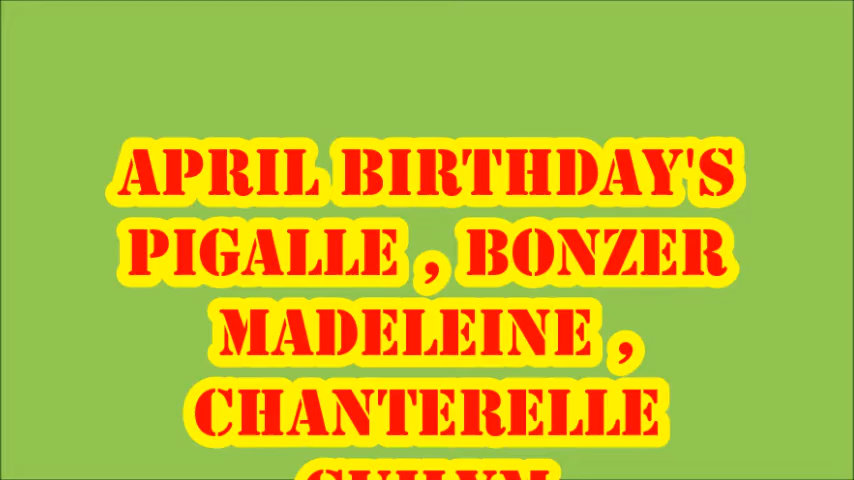 APRIL BIRTHDAY'S
PIGALLE , BONZER
MADELEINE ,
CHANTERELLE